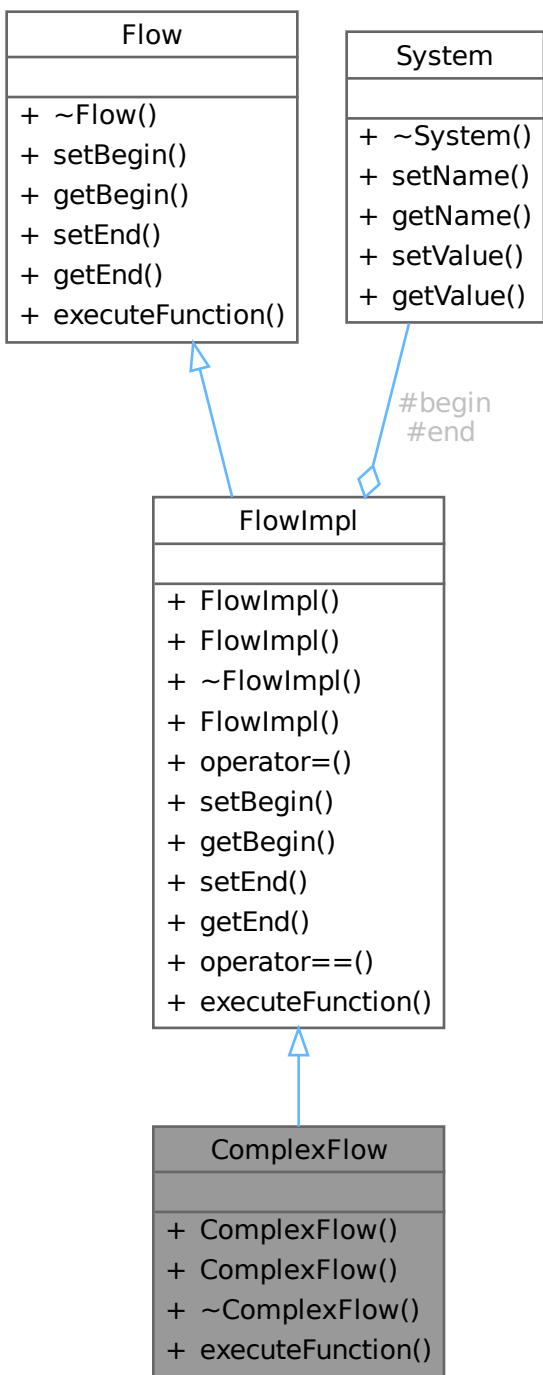 Flow
+ ~Flow()
+ setBegin()
+ getBegin()
+ setEnd()
+ getEnd()
+ executeFunction()
System
+ ~System()
+ setName()
+ getName()
+ setValue()
+ getValue()
#begin
#end
FlowImpl
+ FlowImpl()
+ FlowImpl()
+ ~FlowImpl()
+ FlowImpl()
+ operator=()
+ setBegin()
+ getBegin()
+ setEnd()
+ getEnd()
+ operator==()
+ executeFunction()
ComplexFlow
+ ComplexFlow()
+ ComplexFlow()
+ ~ComplexFlow()
+ executeFunction()